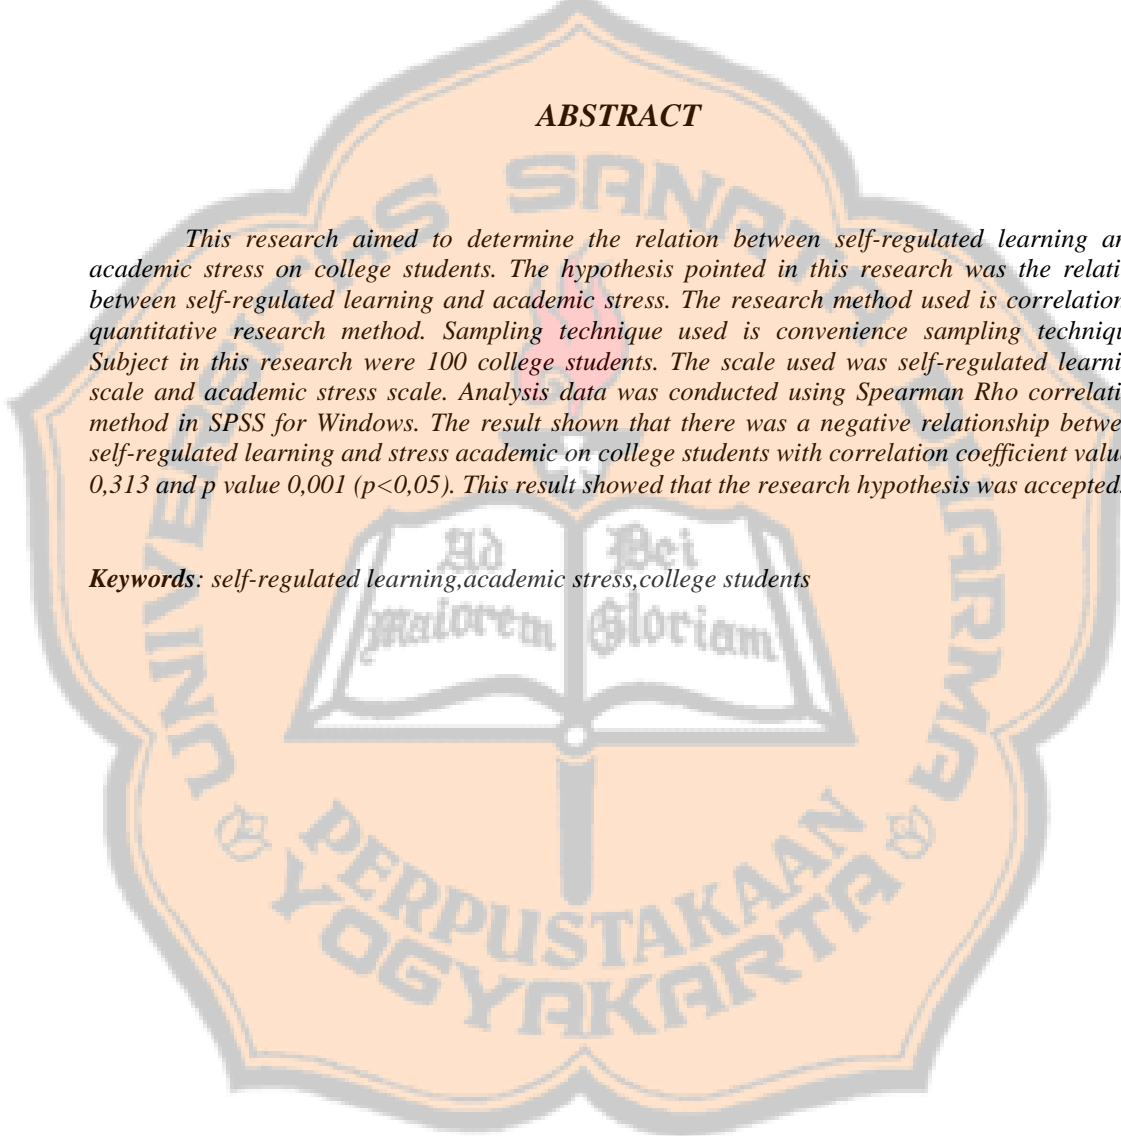 ABSTRACT
This research aimed to determine the relation between self-regulated learning
academic stress on college students. The hypothesis pointed in this research was the
between self-regulated learning and academic stress. The research method used is
quantitative research method. Sampling technique used is convenience sampling
Subject in this research were 100 college students. The scale used was self-regulated
scale and academic stress scale. Analysis data was conducted using Spearman Rho
method in SPSS for Windows. The result shown that there was a negative relationship
self-regulated learning and stress academic on college students with correlation coefficient
0,313 and p value 0,001 (p<0,05). This result showed that the research hypothesis was accepted
Keywords: self-regulated learning,academic stress,college students
UNIVERSITAS SANATA DHARMA
Ad Dei
maiorem Gloriam
PERPUSTAKAAN
YOGYAKARTA